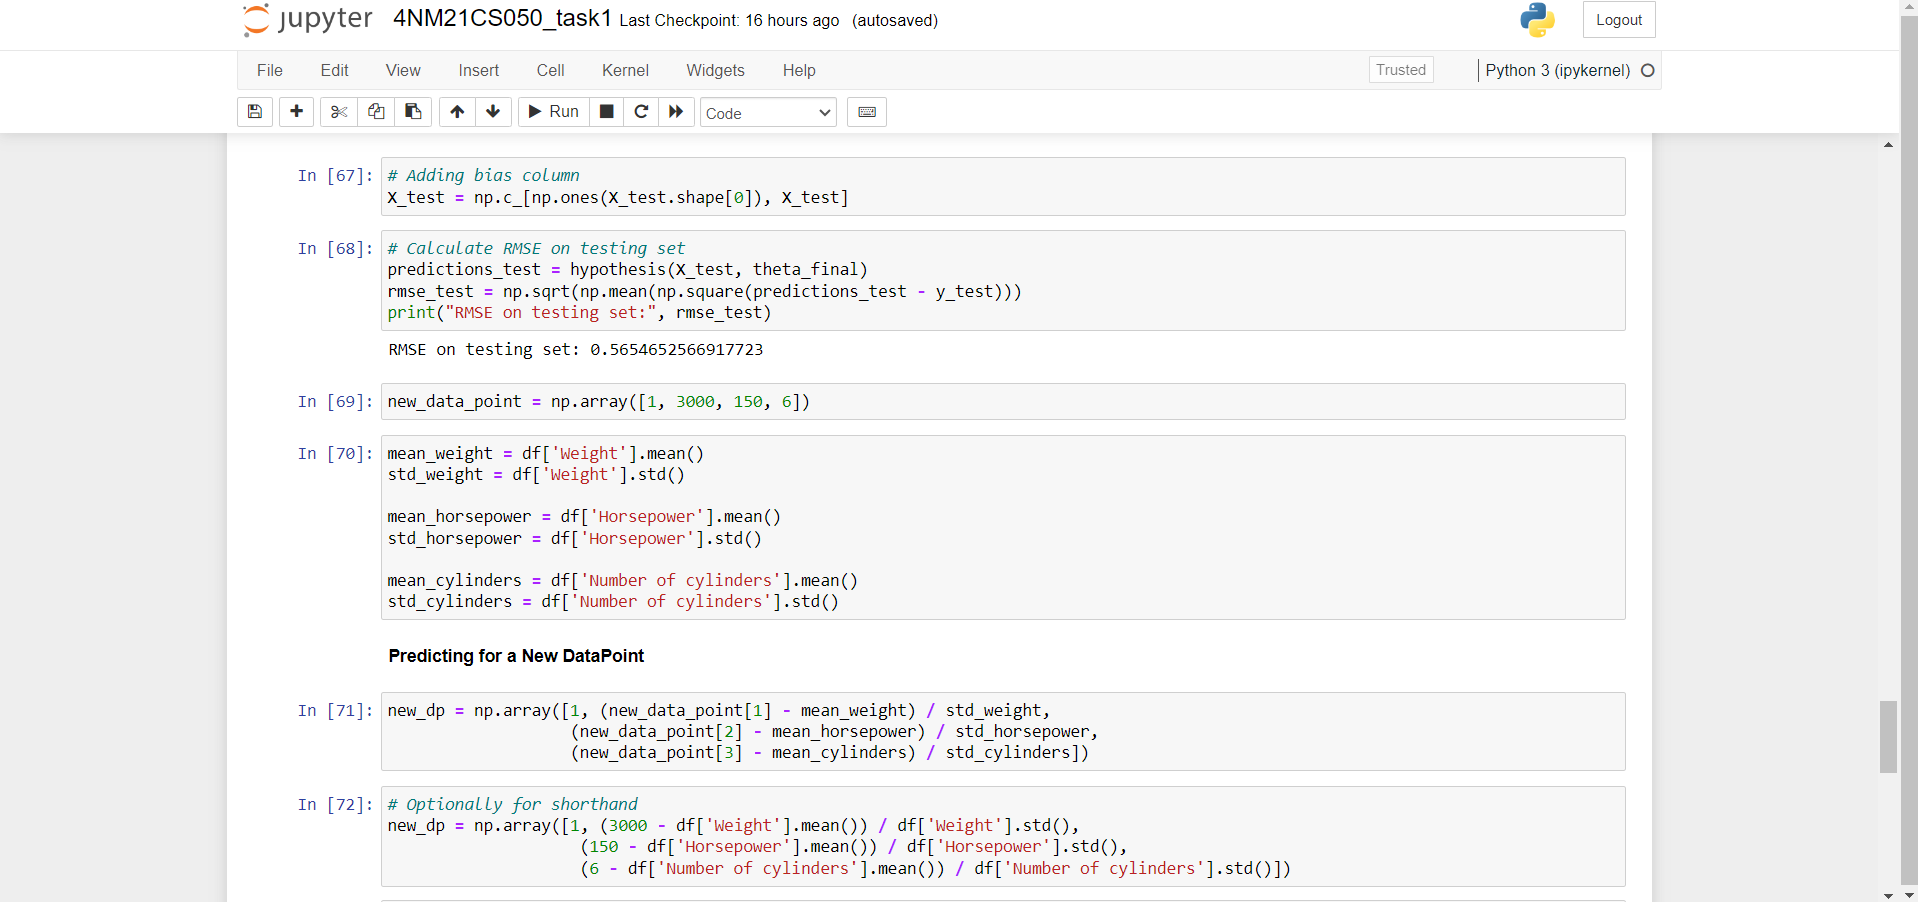 jupyter 4NM21CS050_task1 Last Checkpoint: 16 hours ago (autosaved) Logout
File Edit View Insert Cell Kernel Widgets Help Trusted Python 3 (ipykernel)
Run Code
In [67]: # Adding bias column
X_test = np.c_[np.ones(X_test.shape[0]), X_test]
In [68]: # Calculate RMSE on testing set
predictions_test = hypothesis(X_test, theta_final)
rmse_test = np.sqrt(np.mean(np.square(predictions_test - y_test)))
print("RMSE on testing set:", rmse_test)
RMSE on testing set: 0.5654652566917723
In [69]: new_data_point = np.array([1, 3000, 150, 6])
In [70]: mean_weight = df['Weight'].mean()
std_weight = df['Weight'].std()
mean_horsepower = df['Horsepower'].mean()
std_horsepower = df['Horsepower'].std()
mean_cylinders = df['Number of cylinders'].mean()
std_cylinders = df['Number of cylinders'].std()
Predicting for a New DataPoint
In [71]: new_dp = np.array([1, (new_data_point[1] - mean_weight) / std_weight,
(new_data_point[2] - mean_horsepower) / std_horsepower,
(new_data_point[3] - mean_cylinders) / std_cylinders])
In [72]: # Optionally for shorthand
new_dp = np.array([1, (3000 - df['Weight'].mean()) / df['Weight'].std(),
(150 - df['Horsepower'].mean()) / df['Horsepower'].std(),
(6 - df['Number of cylinders'].mean()) / df['Number of cylinders'].std()])